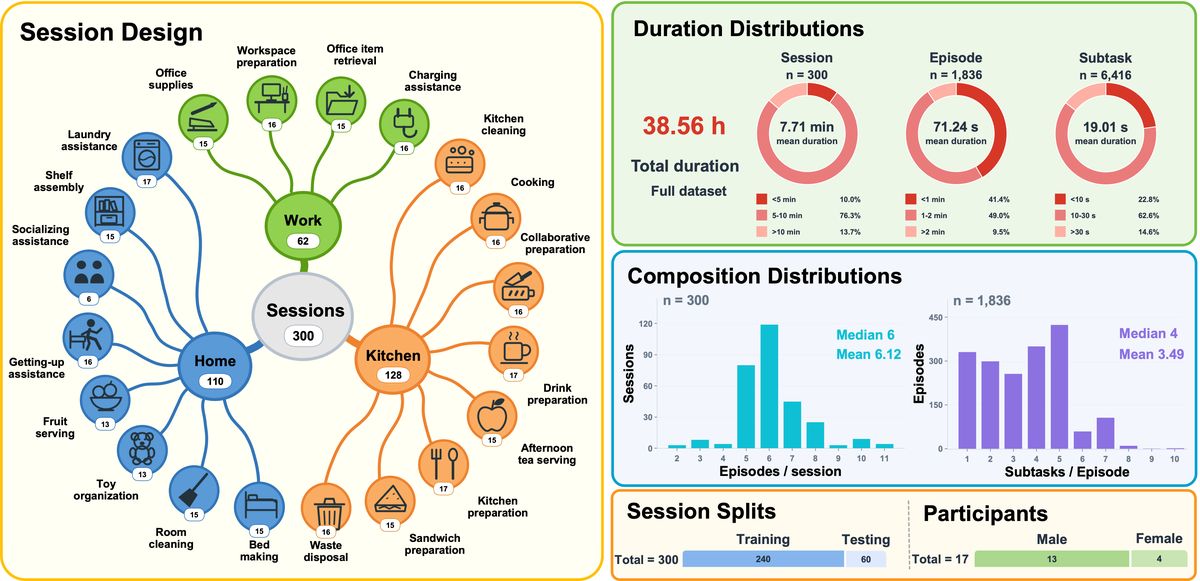 Session Design
Office
supplies
15
Workspace
preparation
16
Office item
retrieval
15
Charging
assistance
16
Work
62
Laundry
assistance
17
Shelf
assembly
15
Socializing
assistance
6
Getting-up
assistance
16
Fruit
serving
13
Toy
organization
13
Room
cleaning
15
Bed
making
15
Home
110
Sessions
300
Kitchen
128
Kitchen
cleaning
16
Cooking
16
Collaborative
preparation
16
Drink
preparation
17
Afternoon
tea serving
15
Kitchen
preparation
17
Sandwich
preparation
15
Waste
disposal
16
Duration Distributions
38.56 h
Total duration
Full dataset
Session
n = 300
7.71 min
mean duration
<5 min 10.0%
5-10 min 76.3%
>10 min 13.7%
Episode
n = 1,836
71.24 s
mean duration
<1 min 41.4%
1-2 min 49.0%
>2 min 9.5%
Subtask
n = 6,416
19.01 s
mean duration
<10 s 22.8%
10-30 s 62.6%
>30 s 14.6%
Composition Distributions
n = 300
Median 6
Mean 6.12
Sessions
120
90
60
30
0
2 3 4 5 6 7 8 9 10 11
Episodes / session
n = 1,836
Median 4
Mean 3.49
Episodes
450
300
150
0
1 2 3 4 5 6 7 8 9 10
Subtasks / Episode
Session Splits
Training Testing
Total = 300 240 60
Participants
Male Female
Total = 17 13 4